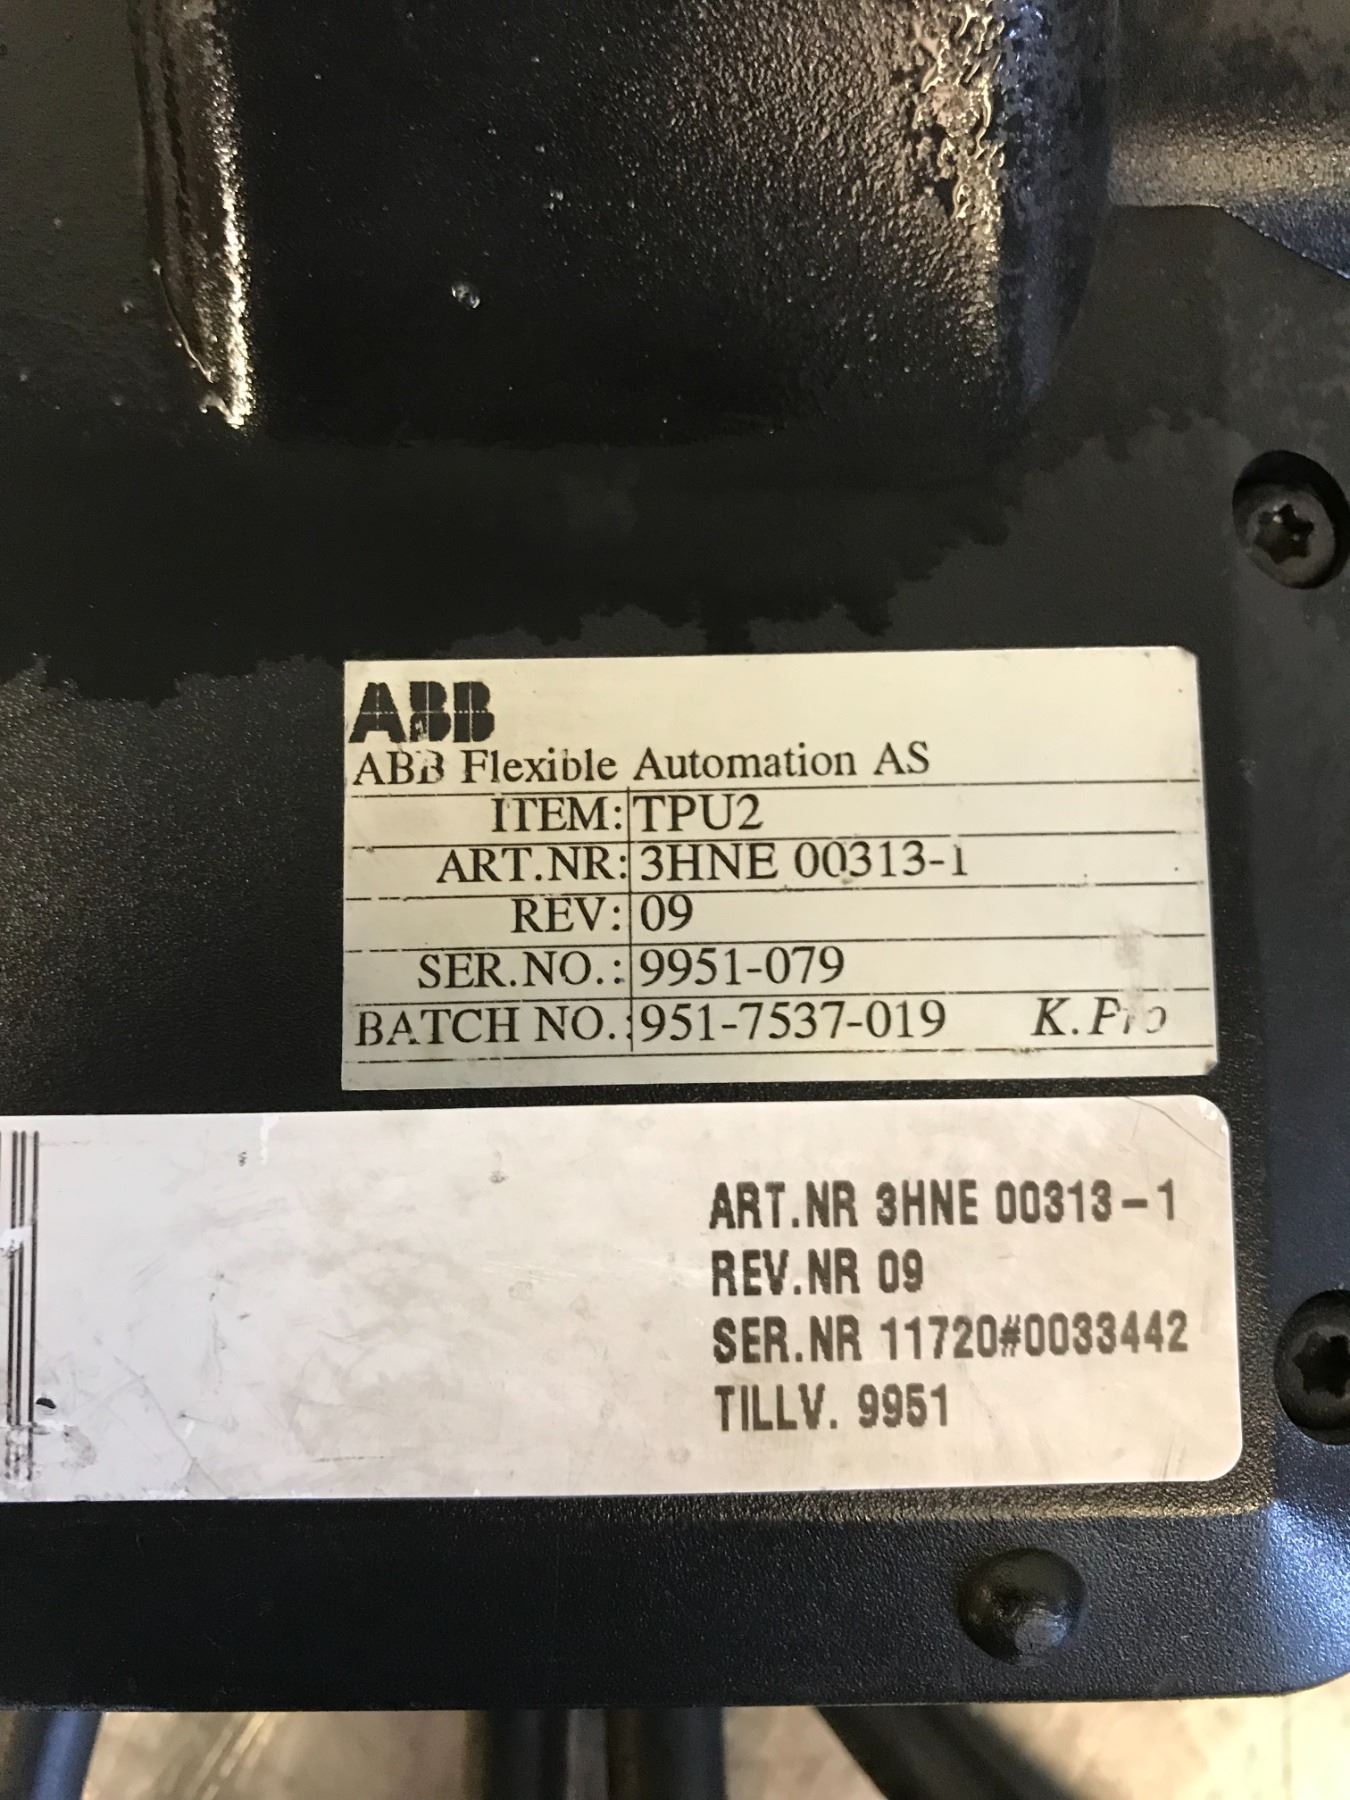 ABB
ABB Flexible Automation AS
ITEM: TPU2
ART.NR: 3HNE 00313-1
REV: 09
SER.NO.: 9951-079
BATCH NO.: 951-7537-019 K.Pro
ART.NR 3HNE 00313-1
REV.NR 09
SER.NR 11720#0033442
TILLV. 9951